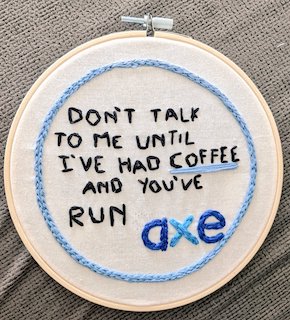 DON'T TALK
TO ME UNTIL
I'VE HAD COFFEE
AND YOU'VE
RUN axe